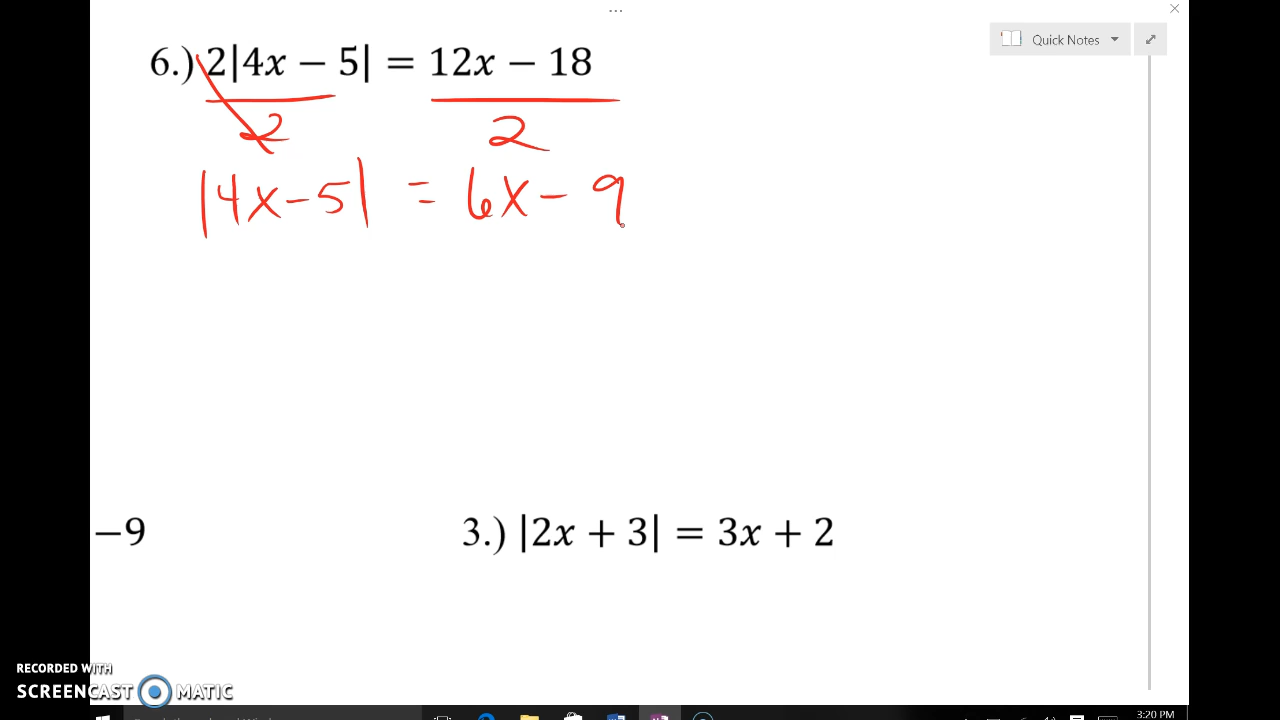 ...
Quick Notes
6.) 2|4x − 5| = 12x − 18
2 2
|4x − 5| = 6x − 9
−9
3.) |2x + 3| = 3x + 2
RECORDED WITH
SCREENCAST MATIC
3:20 PM